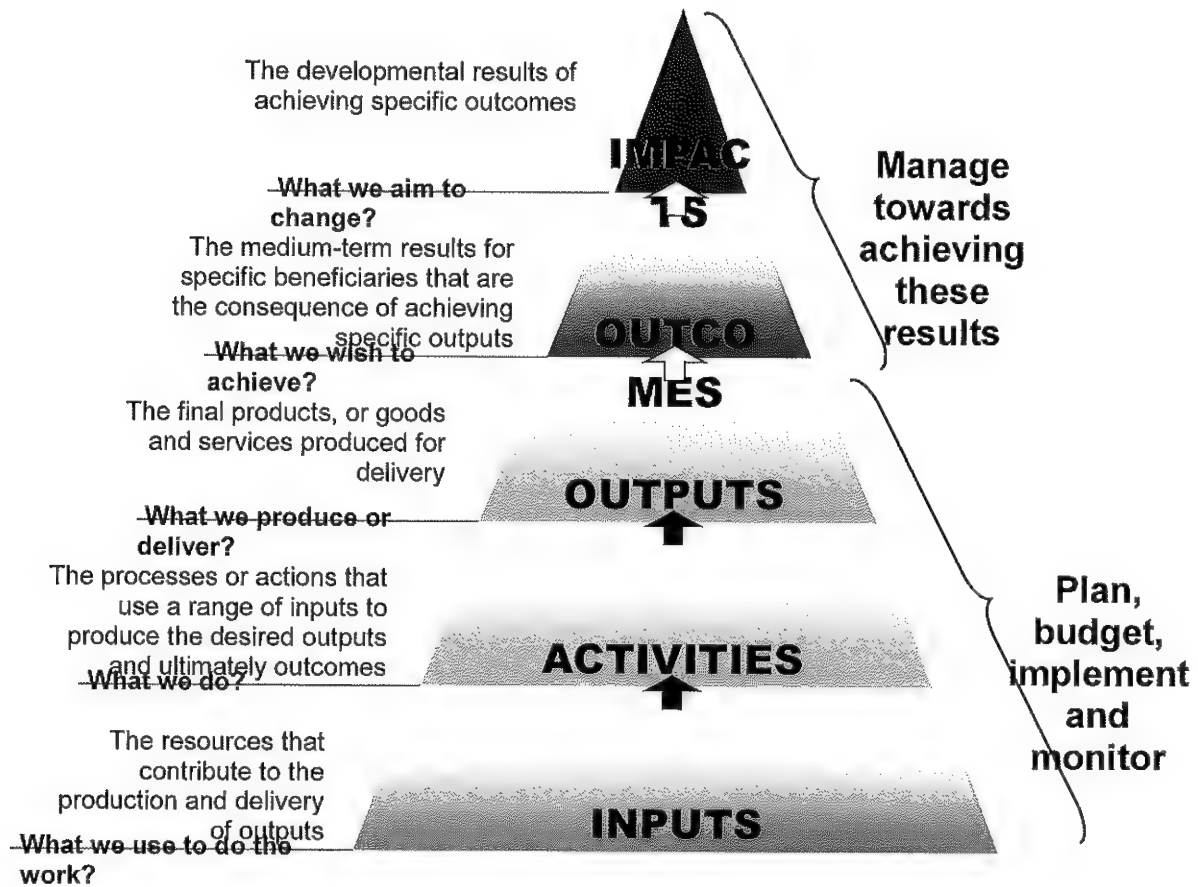 The developmental results of
achieving specific outcomes
IMPAC
TS
What we aim to
change?
Manage
towards
achieving
these
results
The medium-term results for
specific beneficiaries that are
the consequence of achieving
specific outputs
OUTCO
MES
What we wish to
achieve?
The final products, or goods
and services produced for
delivery
OUTPUTS
What we produce or
deliver?
The processes or actions that
use a range of inputs to
produce the desired outputs
and ultimately outcomes
ACTIVITIES
What we do?
Plan,
budget,
implement
and
monitor
The resources that
contribute to the
production and delivery
of outputs
INPUTS
What we use to do the
work?